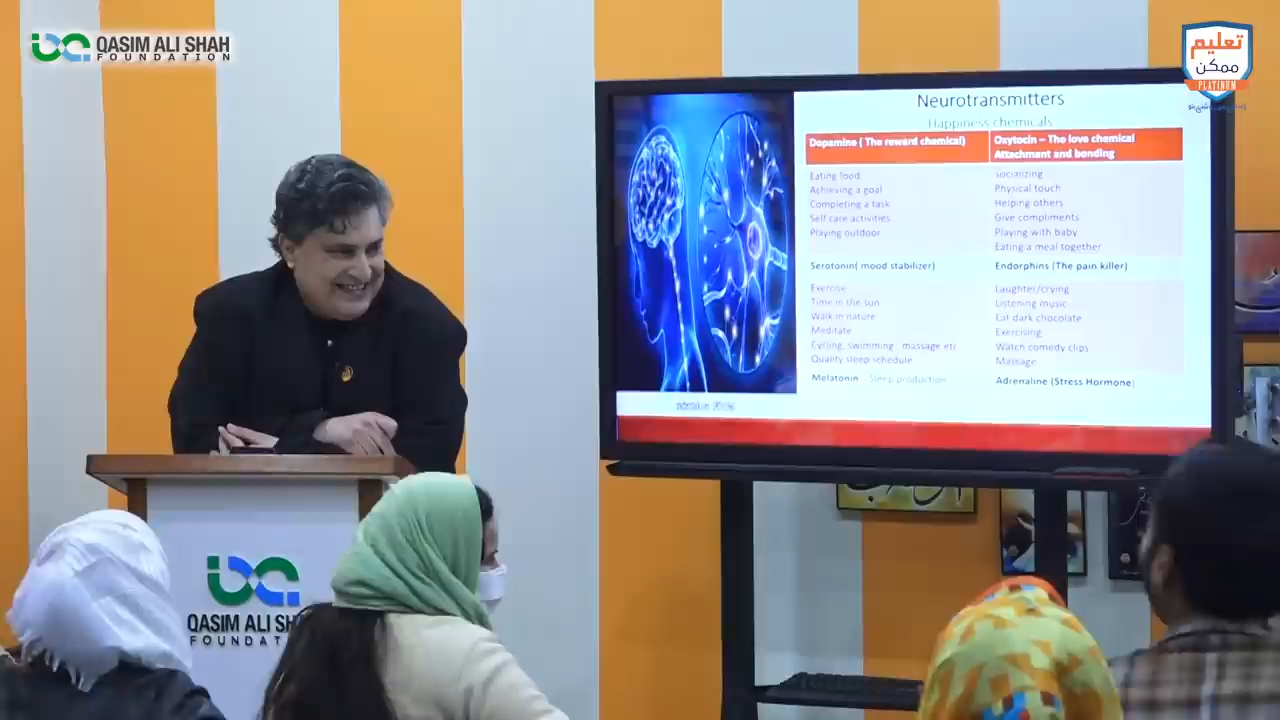 QASIM ALI SHAH
FOUNDATION
تعلیم
ممکن
PLATINUM
Neurotransmitters
Happiness chemicals
Dopamine ( The reward chemical)
Eating food
Achieving a goal
Completing a task
Self care activities
Playing outdoor
Oxytocin – The love chemical
Attachment and bonding
Socializing
Physical touch
Helping others
Give compliments
Playing with baby
Eating a meal together
Serotonin( mood stabilizer)
Exercise
Time in the sun
Walk in nature
Meditate
Cycling, swimming , massage etc
Quality sleep schedule
Endorphins (The pain killer)
Laughter/crying
Listening music
Eat dark chocolate
Exercising
Watch comedy clips
Massage
Melatonin – Sleep production
Adrenaline (Stress Hormone)
QASIM ALI SH
FOUNDAT